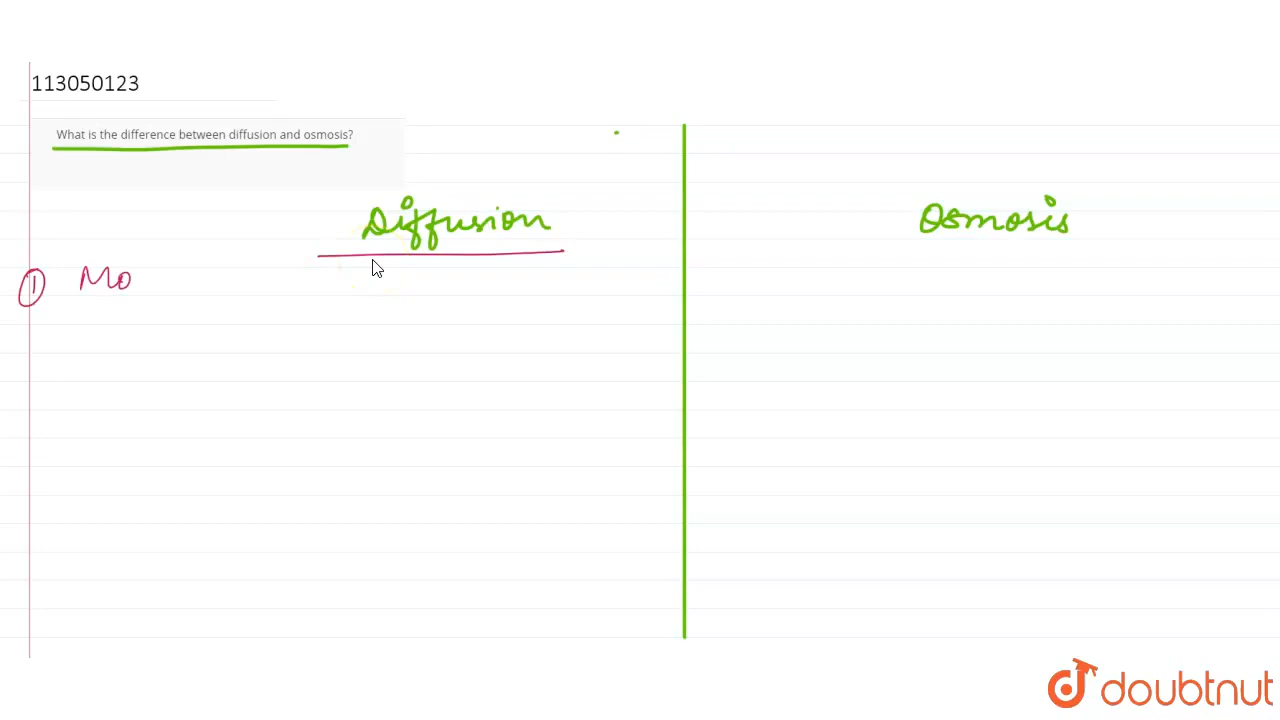 113050123
What is the difference between diffusion and osmosis?
Diffusion
Osmosis
① Mo
doubtnut